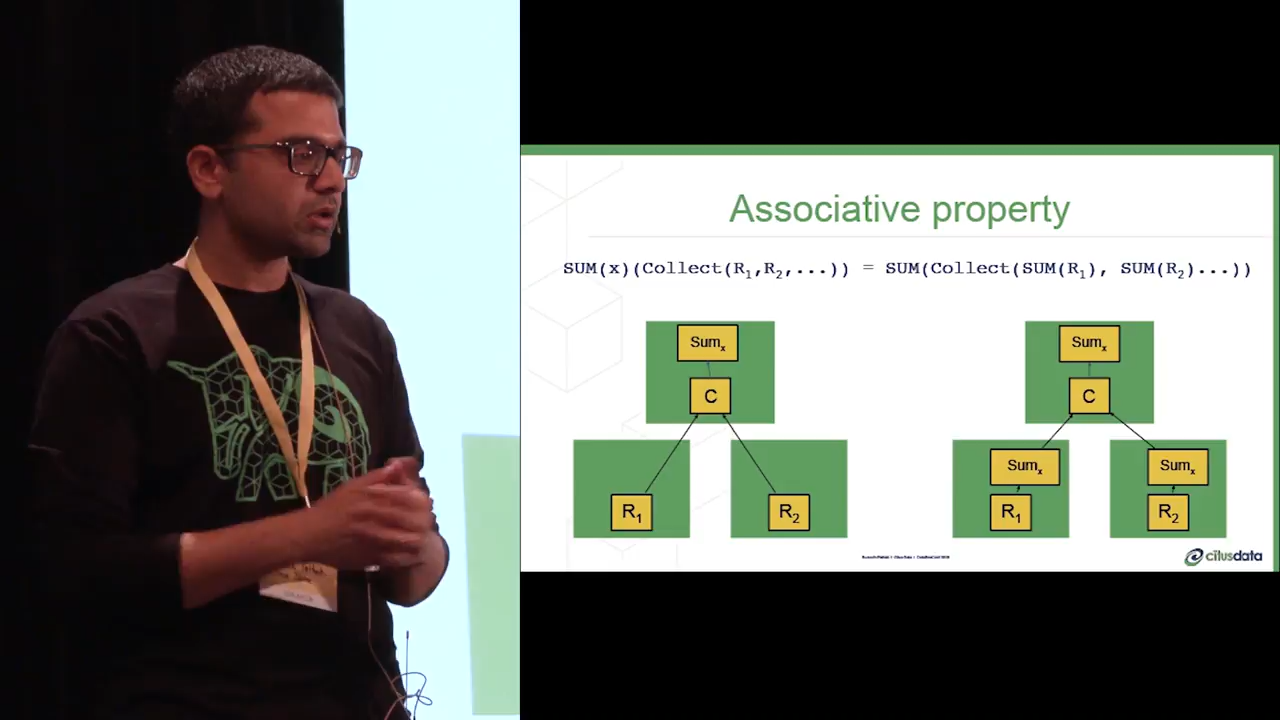 Associative property
SUM(x)(Collect(R1,R2,...)) = SUM(Collect(SUM(R1), SUM(R2)...))
Sumx
Sumx
C
C
Sumx
Sumx
R1
R2
R1
R2
citusdata